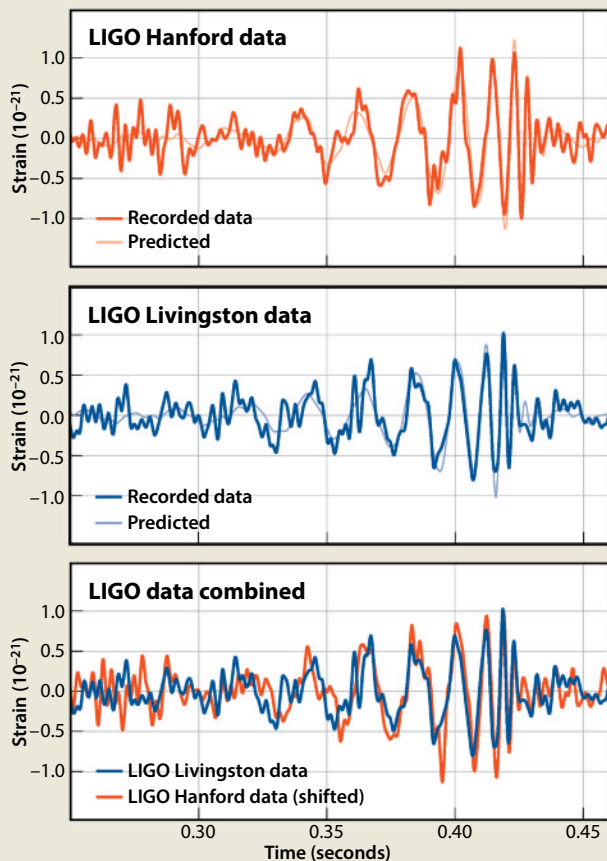 LIGO Hanford data
Strain (10⁻²¹)
1.0
0.5
0.0
−0.5
−1.0
Recorded data
Predicted
LIGO Livingston data
Strain (10⁻²¹)
1.0
0.5
0.0
−0.5
−1.0
Recorded data
Predicted
LIGO data combined
Strain (10⁻²¹)
1.0
0.5
0.0
−0.5
−1.0
LIGO Livingston data
LIGO Hanford data (shifted)
0.30 0.35 0.40 0.45
Time (seconds)